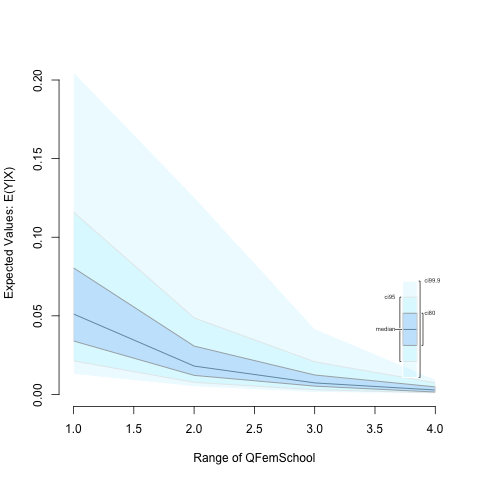 Expected Values: E(Y|X)
0.20
0.15
0.10
0.05
0.00
ci99.9
ci95
ci80
median
1.0 1.5 2.0 2.5 3.0 3.5 4.0
Range of QFemSchool